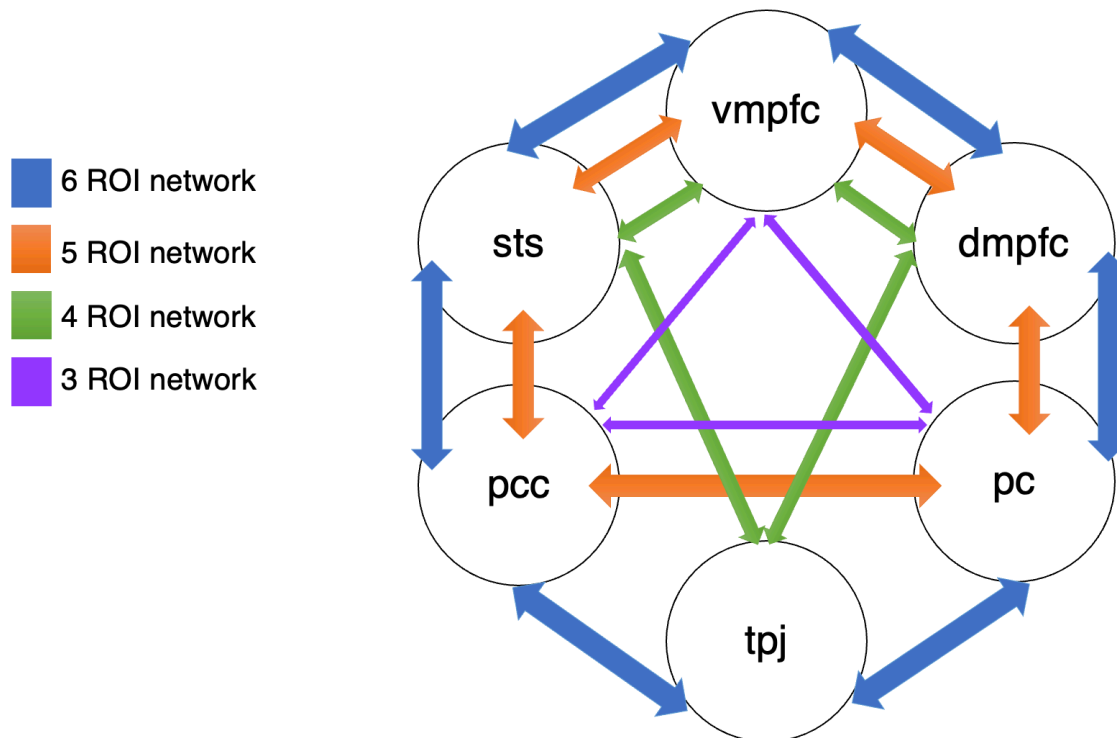 6 ROI network
5 ROI network
4 ROI network
3 ROI network
vmpfc
sts
dmpfc
pcc
pc
tpj